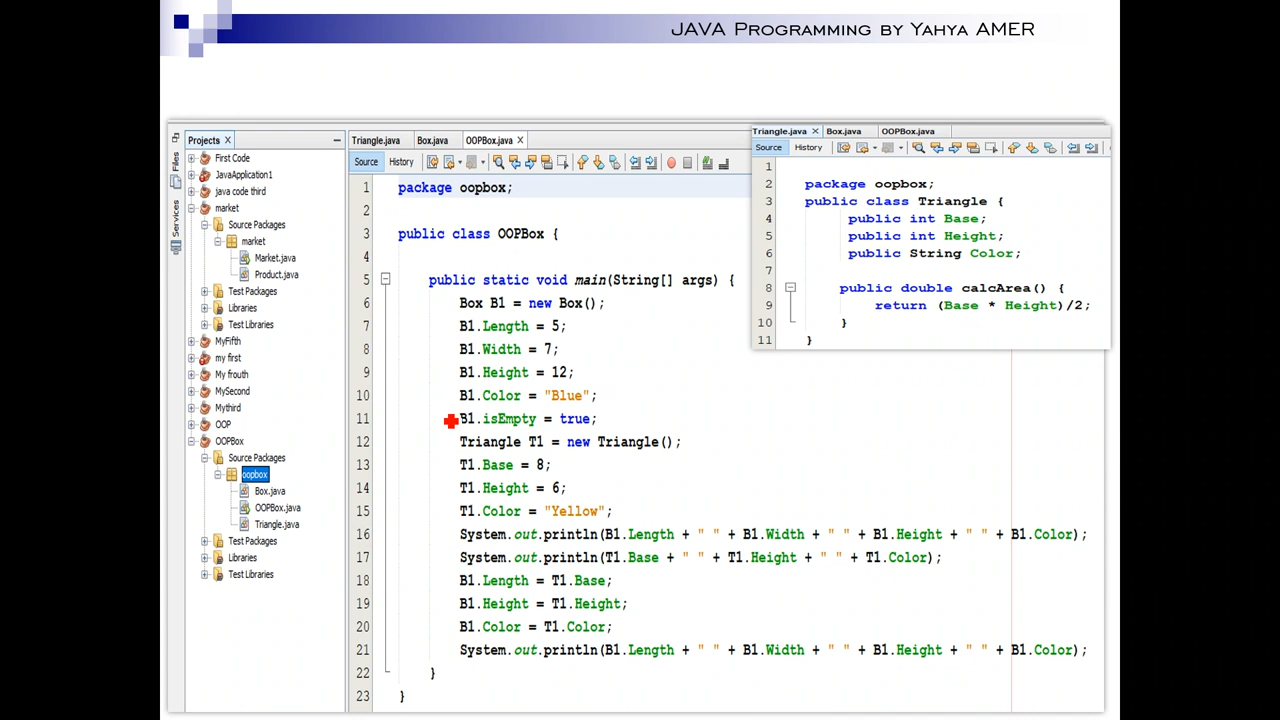 JAVA Programming by Yahya AMER
Files
Services
Projects
First Code
JavaApplication1
java code third
market
Source Packages
market
Market.java
Product.java
Test Packages
Libraries
Test Libraries
MyFifth
my first
My frouth
MySecond
Mythird
OOP
OOPBox
Source Packages
oopbox
Box.java
OOPBox.java
Triangle.java
Test Packages
Libraries
Test Libraries
Triangle.java Box.java OOPBox.java
Source History
1 package oopbox;
2
3 public class OOPBox {
4
5 public static void main(String[] args) {
6 Box B1 = new Box();
7 B1.Length = 5;
8 B1.Width = 7;
9 B1.Height = 12;
10 B1.Color = "Blue";
11 B1.isEmpty = true;
12 Triangle T1 = new Triangle();
13 T1.Base = 8;
14 T1.Height = 6;
15 T1.Color = "Yellow";
16 System.out.println(B1.Length + " " + B1.Width + " " + B1.Height + " " + B1.Color);
17 System.out.println(T1.Base + " " + T1.Height + " " + T1.Color);
18 B1.Length = T1.Base;
19 B1.Height = T1.Height;
20 B1.Color = T1.Color;
21 System.out.println(B1.Length + " " + B1.Width + " " + B1.Height + " " + B1.Color);
22 }
23 }
Triangle.java Box.java OOPBox.java
Source History
1
2 package oopbox;
3 public class Triangle {
4 public int Base;
5 public int Height;
6 public String Color;
7
8 public double calcArea() {
9 return (Base * Height)/2;
10 }
11 }